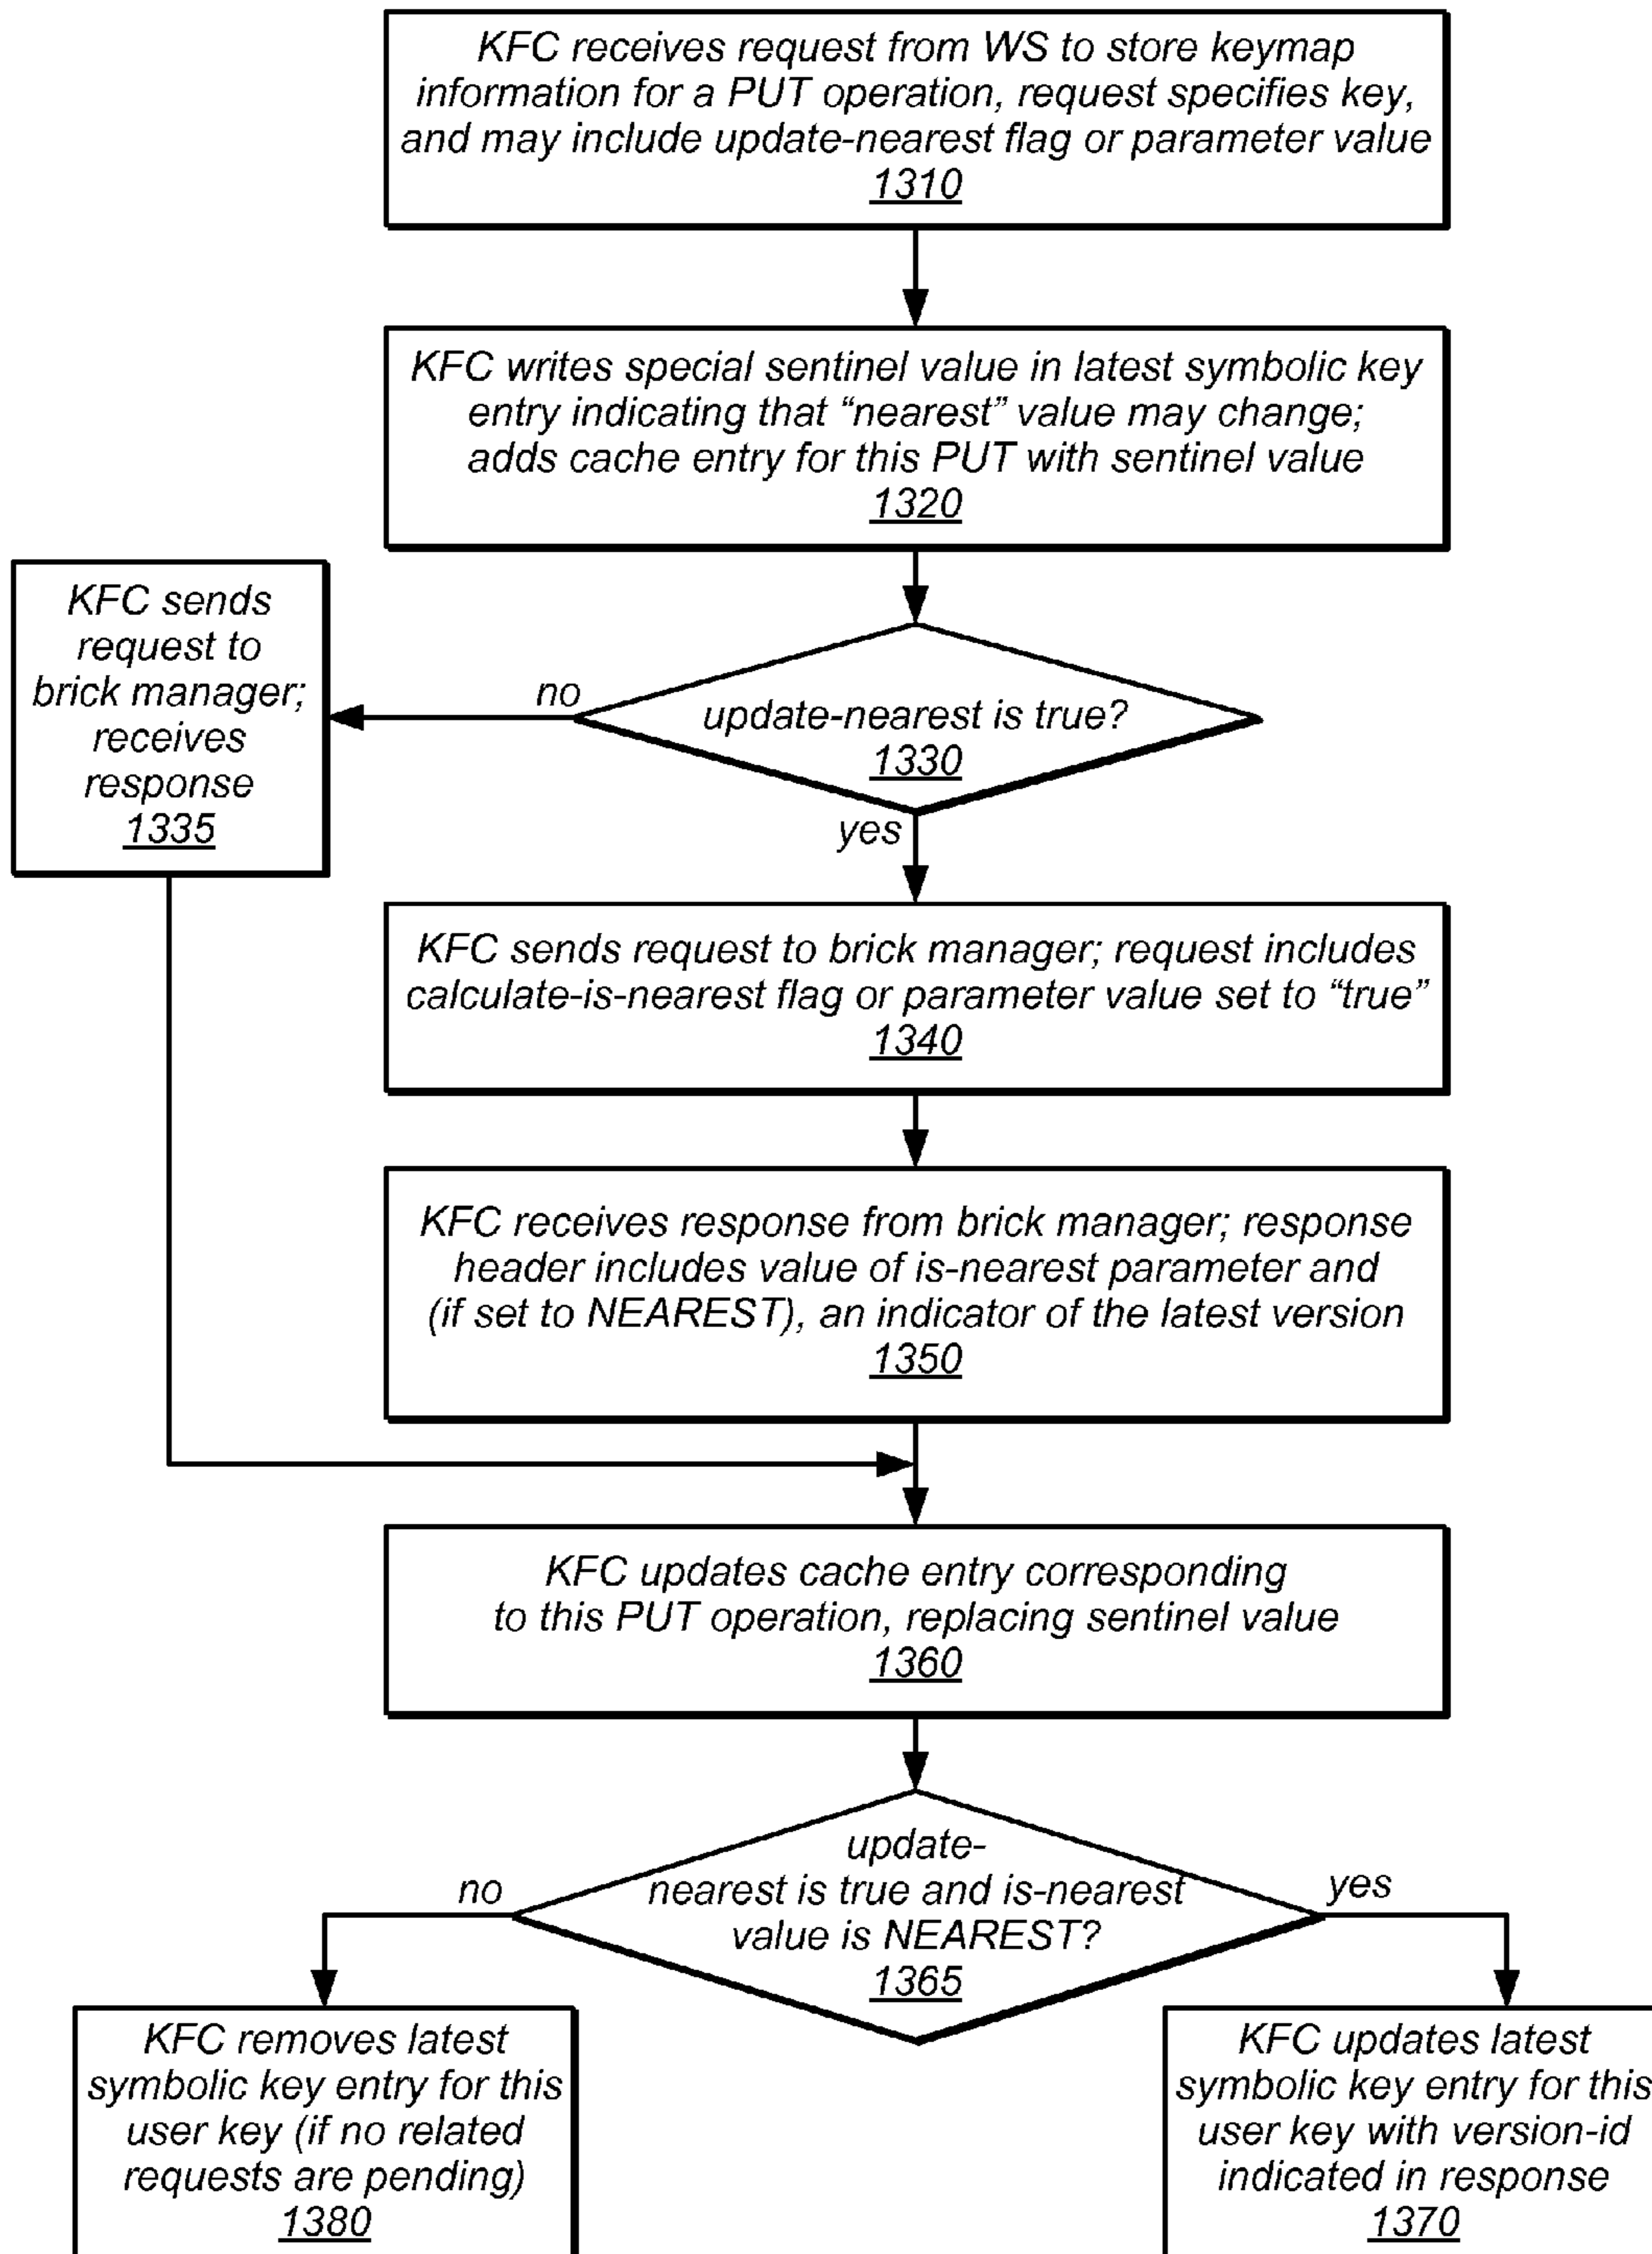 KFC receives request from WS to store keymap
information for a PUT operation, request specifies key,
and may include update-nearest flag or parameter value
1310
KFC writes special sentinel value in latest symbolic key
entry indicating that “nearest” value may change;
adds cache entry for this PUT with sentinel value
1320
update-nearest is true?
1330
no
yes
KFC sends
request to
brick manager;
receives
response
1335
KFC sends request to brick manager; request includes
calculate-is-nearest flag or parameter value set to “true”
1340
KFC receives response from brick manager; response
header includes value of is-nearest parameter and
(if set to NEAREST), an indicator of the latest version
1350
KFC updates cache entry corresponding
to this PUT operation, replacing sentinel value
1360
update-
nearest is true and is-nearest
value is NEAREST?
1365
no
yes
KFC removes latest
symbolic key entry for this
user key (if no related
requests are pending)
1380
KFC updates latest
symbolic key entry for this
user key with version-id
indicated in response
1370